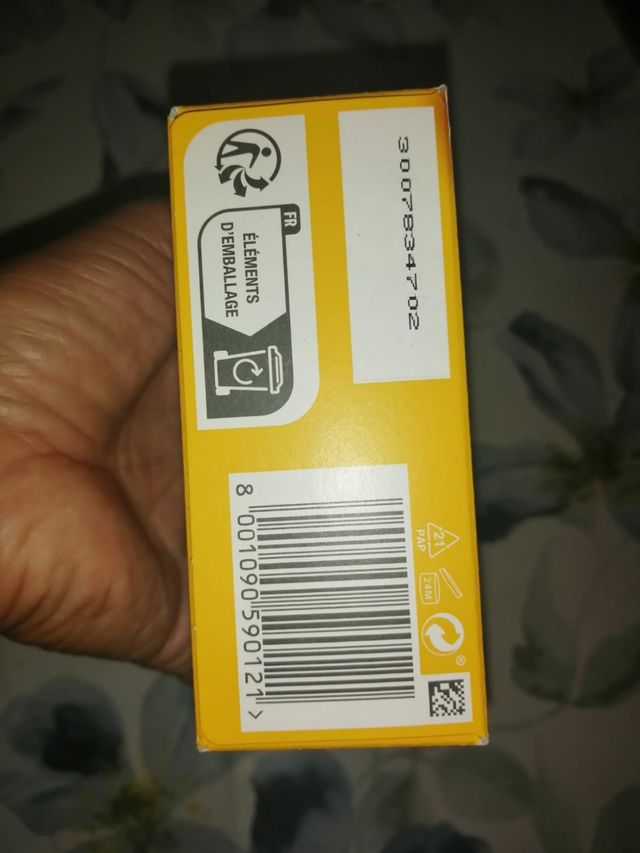 FR
ÉLÉMENTS
D'EMBALLAGE
3007834702
21
PAP
24M
®
8 001090 590121 >